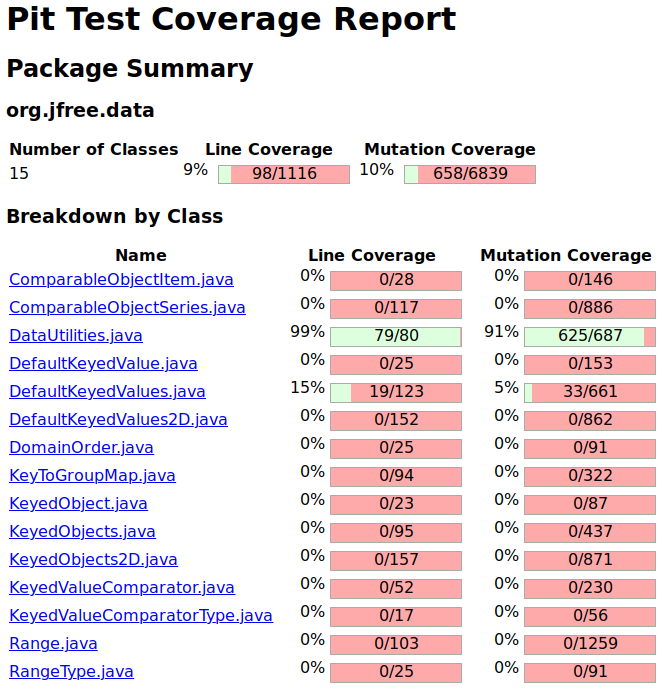 Pit Test Coverage Report
Package Summary
org.jfree.data
Number of Classes Line Coverage Mutation Coverage
15 9% 98/1116 10% 658/6839
Breakdown by Class
Name Line Coverage Mutation Coverage
ComparableObjectItem.java 0% 0/28 0% 0/146
ComparableObjectSeries.java 0% 0/117 0% 0/886
DataUtilities.java 99% 79/80 91% 625/687
DefaultKeyedValue.java 0% 0/25 0% 0/153
DefaultKeyedValues.java 15% 19/123 5% 33/661
DefaultKeyedValues2D.java 0% 0/152 0% 0/862
DomainOrder.java 0% 0/25 0% 0/91
KeyToGroupMap.java 0% 0/94 0% 0/322
KeyedObject.java 0% 0/23 0% 0/87
KeyedObjects.java 0% 0/95 0% 0/437
KeyedObjects2D.java 0% 0/157 0% 0/871
KeyedValueComparator.java 0% 0/52 0% 0/230
KeyedValueComparatorType.java 0% 0/17 0% 0/56
Range.java 0% 0/103 0% 0/1259
RangeType.java 0% 0/25 0% 0/91